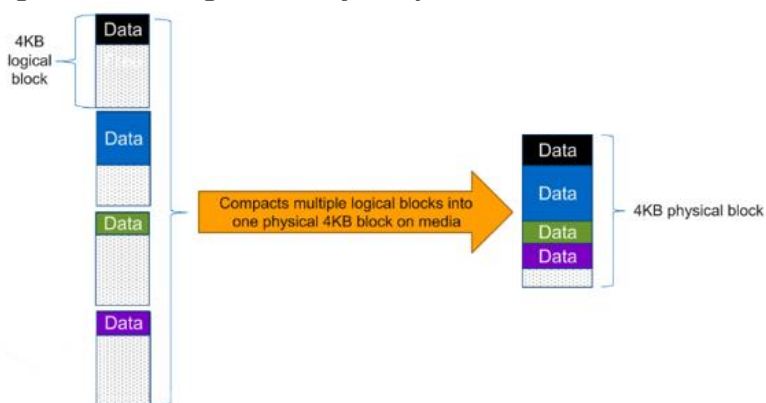 Data
4KB
logical
block
Data
Data
Data
Compacts multiple logical blocks into
one physical 4KB block on media
Data
Data
Data
Data
4KB physical block